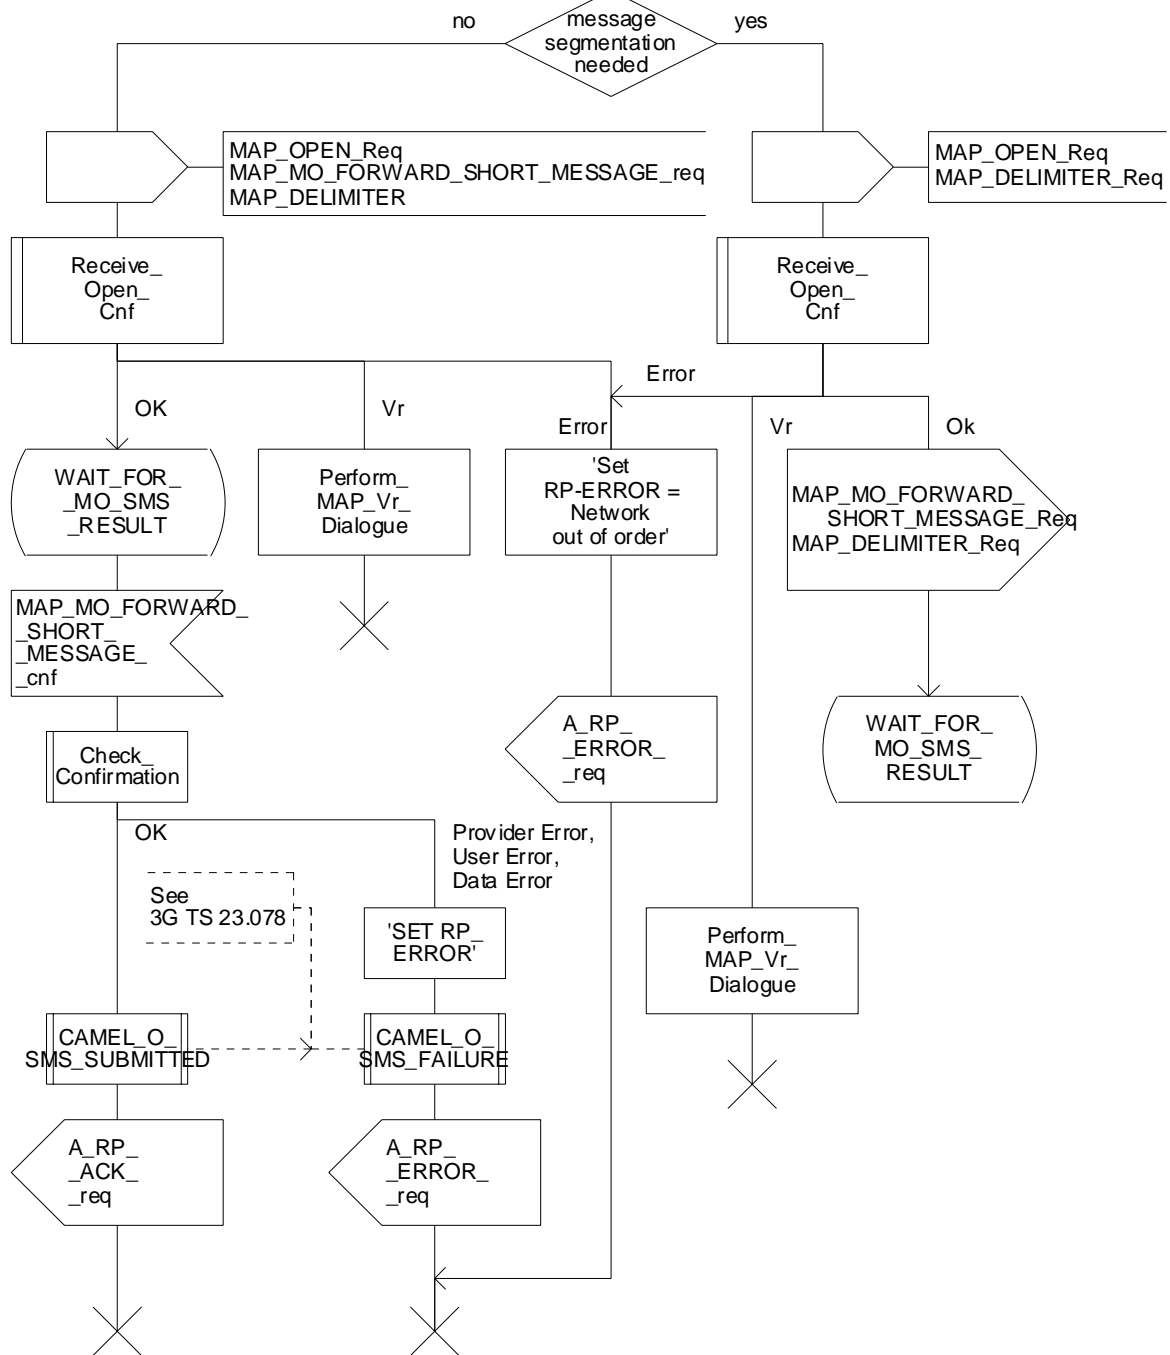 no
message
segmentation
needed
yes
MAP_OPEN_Req
MAP_MO_FORWARD_SHORT_MESSAGE_req
MAP_DELIMITER
MAP_OPEN_Req
MAP_DELIMITER_Req
Receive_
Open_
Cnf
Receive_
Open_
Cnf
Error
OK
Vr
Error
Vr
Ok
WAIT_FOR_
_MO_SMS
_RESULT
Perform_
MAP_Vr_
Dialogue
'Set
RP-ERROR =
Network
out of order'
MAP_MO_FORWARD_
SHORT_MESSAGE_Req
MAP_DELIMITER_Req
MAP_MO_FORWARD_
_SHORT_
_MESSAGE_
_cnf
A_RP_
_ERROR_
_req
WAIT_FOR_
MO_SMS_
RESULT
Check_
Confirmation
OK
Provider Error,
User Error,
Data Error
See
3G TS 23.078
'SET RP_
ERROR'
Perform_
MAP_Vr_
Dialogue
CAMEL_O_
SMS_SUBMITTED
CAMEL_O_
SMS_FAILURE
A_RP_
_ACK_
_req
A_RP_
_ERROR_
_req